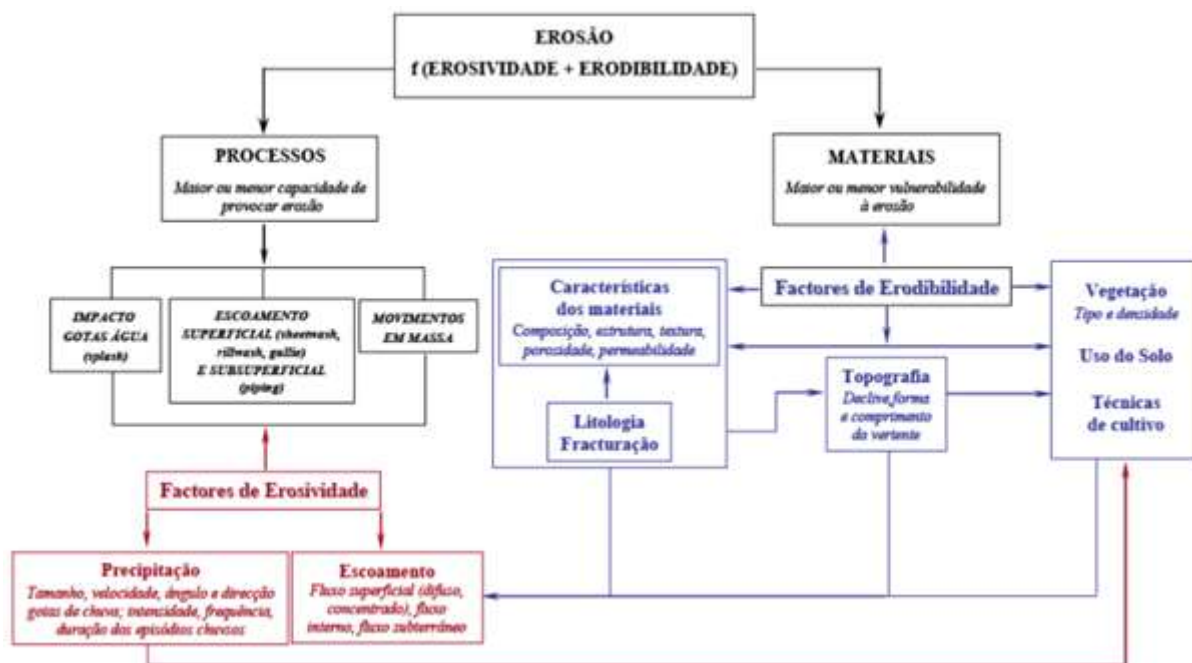 EROSÃO
f (EROSIVIDADE + ERODIBILIDADE)
PROCESSOS
Maior ou menor capacidade de
provocar erosão
MATERIAIS
Maior ou menor vulnerabilidade
à erosão
IMPACTO
GOTAS ÁGUA
(splash)
ESCOAMENTO
SUPERFICIAL (sheetwash,
rillwash, gullie)
E SUBSUPERFICIAL
(piping)
MOVIMENTOS
EM MASSA
Factores de Erodibilidade
Características
dos materiais
Composição, estrutura, textura,
porosidade, permeabilidade
Litologia
Fracturação
Topografia
Declive, forma
e comprimento
da vertente
Vegetação
Tipo e densidade
Uso do Solo
Técnicas
de cultivo
Factores de Erosividade
Precipitação
Tamanho, velocidade, ângulo e direcção
gotas de chuva; intensidade, frequência,
duração dos episódios chuvosos
Escoamento
Fluxo superficial (difuso,
concentrado), fluxo
interno, fluxo subterrâneo